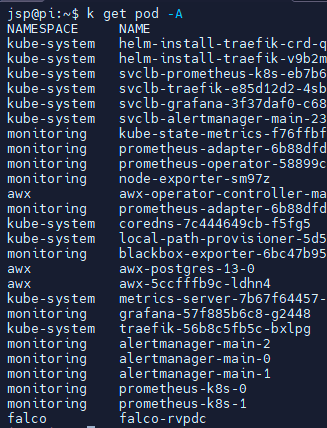 jsp@pi:~$ k get pod -A
NAMESPACE NAME
kube-system helm-install-traefik-crd-q
kube-system helm-install-traefik-v9b2m
kube-system svclb-prometheus-k8s-eb7b6
kube-system svclb-traefik-e85d12d2-4sb
kube-system svclb-grafana-3f37daf0-c68
kube-system svclb-alertmanager-main-23
monitoring kube-state-metrics-f76ffbf
monitoring prometheus-adapter-6b88dfd
monitoring prometheus-operator-58899c
monitoring node-exporter-sm97z
awx awx-operator-controller-ma
monitoring prometheus-adapter-6b88dfd
kube-system coredns-7c444649cb-f5fg5
kube-system local-path-provisioner-5d5
monitoring blackbox-exporter-6bc47b95
awx awx-postgres-13-0
awx awx-5ccfffb9c-ldhn4
kube-system metrics-server-7b67f64457-
monitoring grafana-57f885b6c8-g2448
kube-system traefik-56b8c5fb5c-bxlpg
monitoring alertmanager-main-2
monitoring alertmanager-main-0
monitoring alertmanager-main-1
monitoring prometheus-k8s-0
monitoring prometheus-k8s-1
falco falco-rvpdc